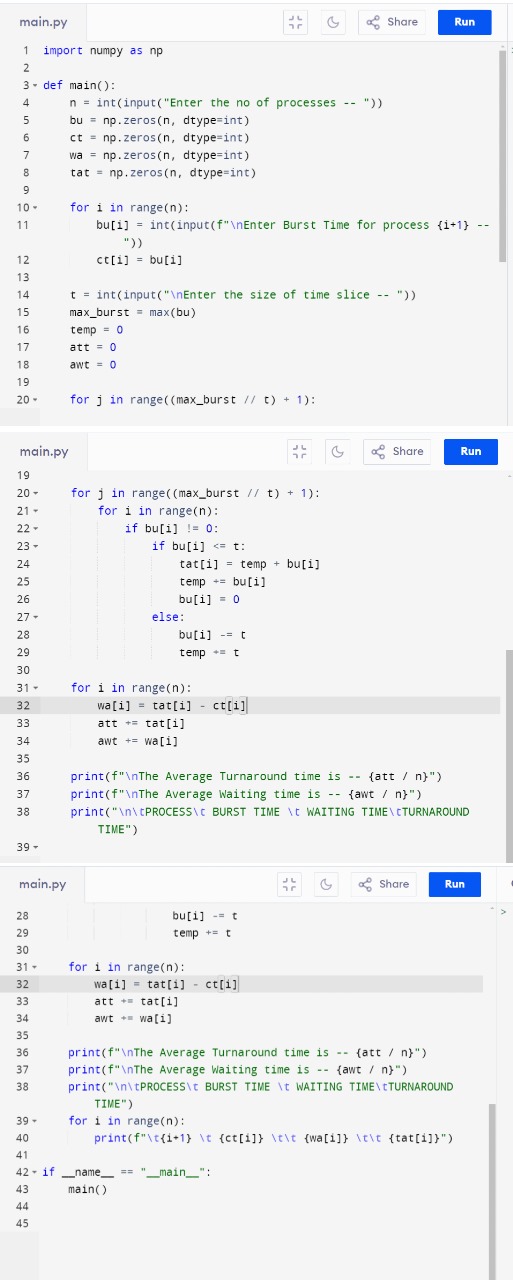 main.py Share Run
1 import numpy as np
2
3 def main():
4     n = int(input("Enter the no of processes -- "))
5     bu = np.zeros(n, dtype=int)
6     ct = np.zeros(n, dtype=int)
7     wa = np.zeros(n, dtype=int)
8     tat = np.zeros(n, dtype=int)
9
10     for i in range(n):
11         bu[i] = int(input(f"\nEnter Burst Time for process {i+1} --
"))
12         ct[i] = bu[i]
13
14     t = int(input("\nEnter the size of time slice -- "))
15     max_burst = max(bu)
16     temp = 0
17     att = 0
18     awt = 0
19
20     for j in range((max_burst // t) + 1):
main.py Share Run
19
20     for j in range((max_burst // t) + 1):
21         for i in range(n):
22             if bu[i] != 0:
23                 if bu[i] <= t:
24                     tat[i] = temp + bu[i]
25                     temp += bu[i]
26                     bu[i] = 0
27                 else:
28                     bu[i] -= t
29                     temp += t
30
31     for i in range(n):
32         wa[i] = tat[i] - ct[i]
33         att += tat[i]
34         awt += wa[i]
35
36     print(f"\nThe Average Turnaround time is -- {att / n}")
37     print(f"\nThe Average Waiting time is -- {awt / n}")
38     print("\n\tPROCESS\t BURST TIME \t WAITING TIME\tTURNAROUND
TIME")
39
main.py Share Run
28                     bu[i] -= t
29                     temp += t
30
31     for i in range(n):
32         wa[i] = tat[i] - ct[i]
33         att += tat[i]
34         awt += wa[i]
35
36     print(f"\nThe Average Turnaround time is -- {att / n}")
37     print(f"\nThe Average Waiting time is -- {awt / n}")
38     print("\n\tPROCESS\t BURST TIME \t WAITING TIME\tTURNAROUND
TIME")
39     for i in range(n):
40         print(f"\t{i+1} \t {ct[i]} \t\t {wa[i]} \t\t {tat[i]}")
41
42 if __name__ == "__main__":
43     main()
44
45